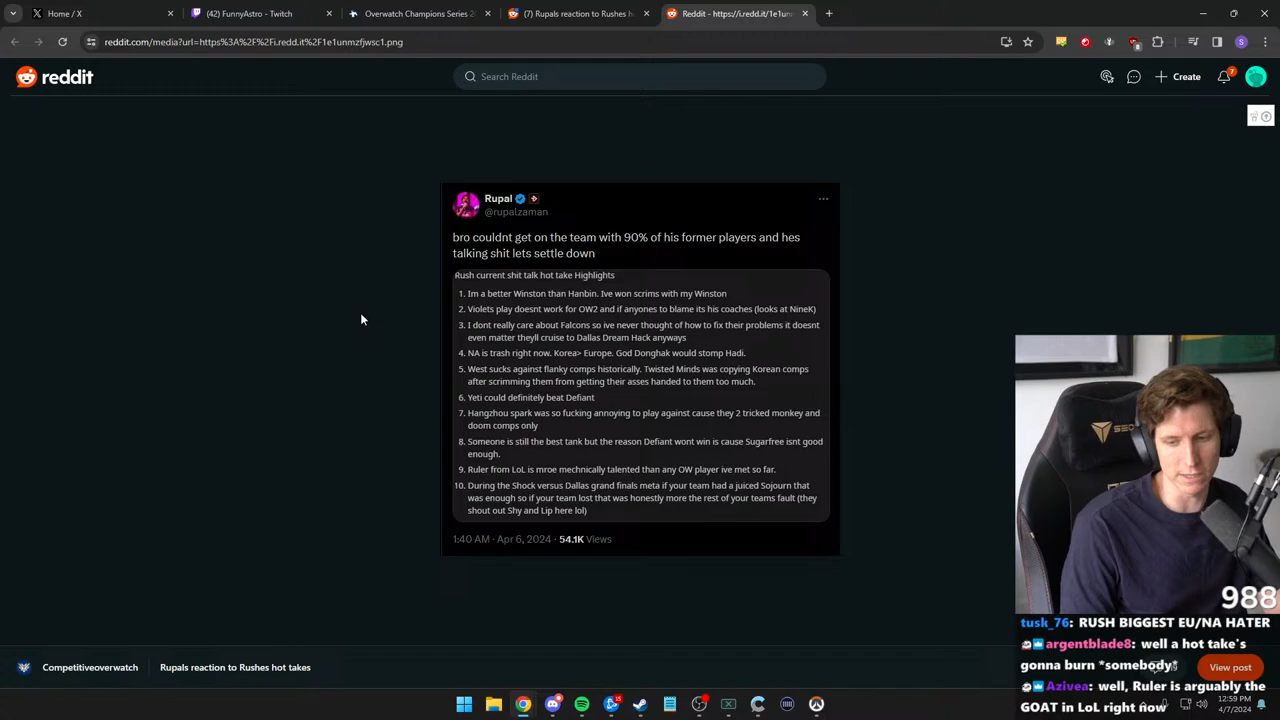 Home / X
(42) FunnyAstro - Twitch
Overwatch Champions Series 2
(7) Rupals reaction to Rushes h
Reddit - https://i.redd.it/1e1un
reddit.com/media?url=https%3A%2F%2Fi.redd.it%2F1e1unmzfjwsc1.png
reddit
Search Reddit
Create
7
Rupal
@rupalzaman
bro couldnt get on the team with 90% of his former players and hes
talking shit lets settle down
Rush current shit talk hot take Highlights
1. Im a better Winston than Hanbin. Ive won scrims with my Winston
2. Violets play doesnt work for OW2 and if anyones to blame its his coaches (looks at NineK)
3. I dont really care about Falcons so ive never thought of how to fix their problems it doesnt
even matter theyll cruise to Dallas Dream Hack anyways
4. NA is trash right now. Korea> Europe. God Donghak would stomp Hadi.
5. West sucks against flanky comps historically. Twisted Minds was copying Korean comps
after scrimming them from getting their asses handed to them too much.
6. Yeti could definitely beat Defiant
7. Hangzhou spark was so fucking annoying to play against cause they 2 tricked monkey and
doom comps only
8. Someone is still the best tank but the reason Defiant wont win is cause Sugarfree isnt good
enough.
9. Ruler from LoL is mroe mechnically talented than any OW player ive met so far.
10. During the Shock versus Dallas grand finals meta if your team had a juiced Sojourn that
was enough so if your team lost that was honestly more the rest of your teams fault (they
shout out Shy and Lip here lol)
1:40 AM · Apr 6, 2024 · 54.1K Views
988
tusk_76: RUSH BIGGEST EU/NA HATER
argentblade8: well a hot take's
gonna burn *somebody*
Azivea: well, Ruler is arguably the
GOAT in LoL right now
Competitiveoverwatch
Rupals reaction to Rushes hot takes
View post
12:59 PM
4/7/2024